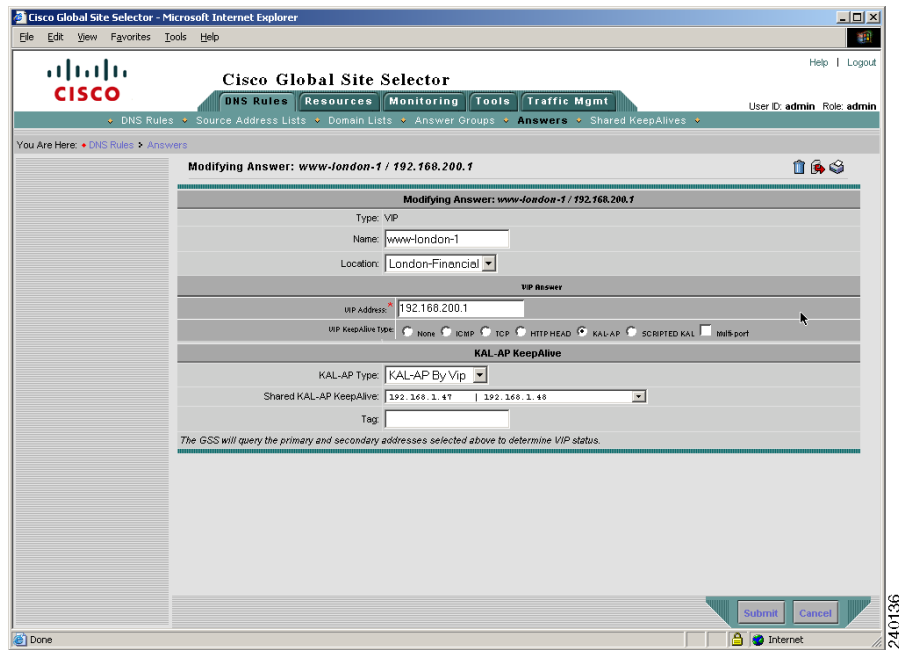 Cisco Global Site Selector - Microsoft Internet Explorer
File Edit View Favorites Tools Help
Help | Logout
CISCO
Cisco Global Site Selector
DNS Rules Resources Monitoring Tools Traffic Mgmt
User ID: admin Role: admin
DNS Rules Source Address Lists Domain Lists Answer Groups Answers Shared KeepAlives
You Are Here: DNS Rules Answers
Modifying Answer: www-london-1 / 192.168.200.1
Modifying Answer: www-london-1 / 192.168.200.1
Type: VIP
Name: www-london-1
Location: London-Financial
VIP Answer
VIP Address:* 192.168.200.1
VIP KeepAlive Type: None ICMP TCP HTTP HEAD KAL-AP SCRIPTED KAL Multi-port
KAL-AP KeepAlive
KAL-AP Type: KAL-AP By Vip
Shared KAL-AP KeepAlive: 192.168.1.47 | 192.168.1.48
Tag:
The GSS will query the primary and secondary addresses selected above to determine VIP status.
Submit Cancel
Done
Internet
240136